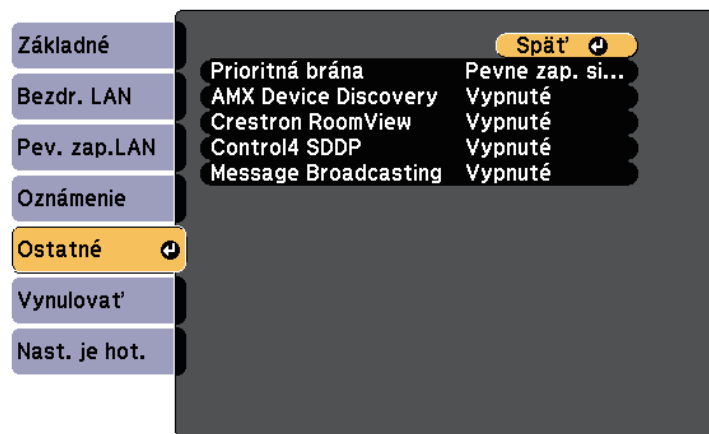 Základné
Bezdr. LAN
Pev. zap.LAN
Oznámenie
Ostatné
Vynulovať
Nast. je hot.
Späť
Prioritná brána Pevne zap. si...
AMX Device Discovery Vypnuté
Crestron RoomView Vypnuté
Control4 SDDP Vypnuté
Message Broadcasting Vypnuté